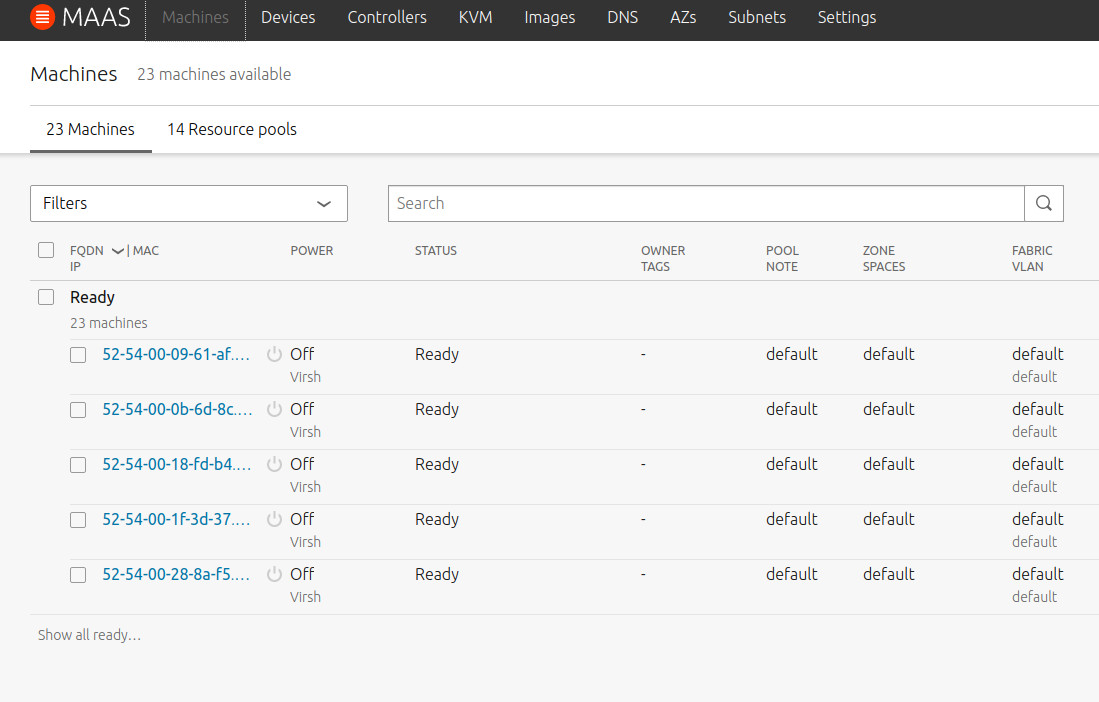 MAAS Machines Devices Controllers KVM Images DNS AZs Subnets Settings
Machines 23 machines available
23 Machines 14 Resource pools
Filters Search
FQDN | MAC POWER STATUS OWNER POOL ZONE FABRIC
IP TAGS NOTE SPACES VLAN
Ready
23 machines
52-54-00-09-61-af.… Off Ready - default default default
Virsh default
52-54-00-0b-6d-8c.… Off Ready - default default default
Virsh default
52-54-00-18-fd-b4.… Off Ready - default default default
Virsh default
52-54-00-1f-3d-37.… Off Ready - default default default
Virsh default
52-54-00-28-8a-f5.… Off Ready - default default default
Virsh default
Show all ready…